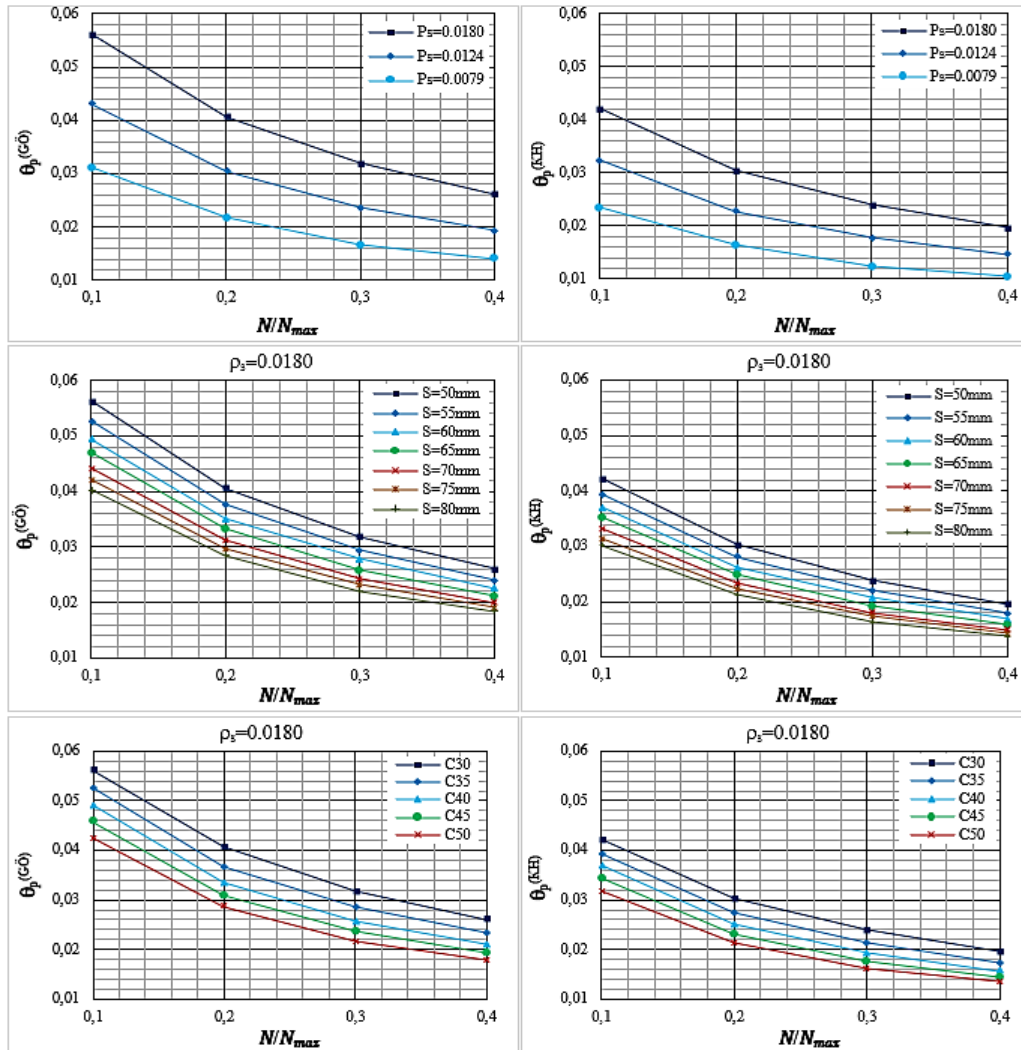 0,06
0,05
0,04
0,03
0,02
0,01
0,1
0,2
0,3
0,4
θp(GÖ)
N/Nmax
Ps=0.0180
Ps=0.0124
Ps=0.0079
0,06
0,05
0,04
0,03
0,02
0,01
0,1
0,2
0,3
0,4
θp(KH)
N/Nmax
Ps=0.0180
Ps=0.0124
Ps=0.0079
ρs=0.0180
0,06
0,05
0,04
0,03
0,02
0,01
0,1
0,2
0,3
0,4
θp(GÖ)
N/Nmax
S=50mm
S=55mm
S=60mm
S=65mm
S=70mm
S=75mm
S=80mm
ρs=0.0180
0,06
0,05
0,04
0,03
0,02
0,01
0,1
0,2
0,3
0,4
θp(KH)
N/Nmax
S=50mm
S=55mm
S=60mm
S=65mm
S=70mm
S=75mm
S=80mm
ρs=0.0180
0,06
0,05
0,04
0,03
0,02
0,01
0,1
0,2
0,3
0,4
θp(GÖ)
N/Nmax
C30
C35
C40
C45
C50
ρs=0.0180
0,06
0,05
0,04
0,03
0,02
0,01
0,1
0,2
0,3
0,4
θp(KH)
N/Nmax
C30
C35
C40
C45
C50